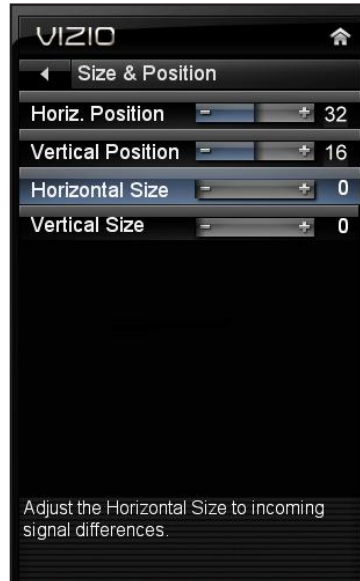 VIZIO
Size & Position
Horiz. Position - + 32
Vertical Position - + 16
Horizontal Size - + 0
Vertical Size - + 0
Adjust the Horizontal Size to incoming
signal differences.